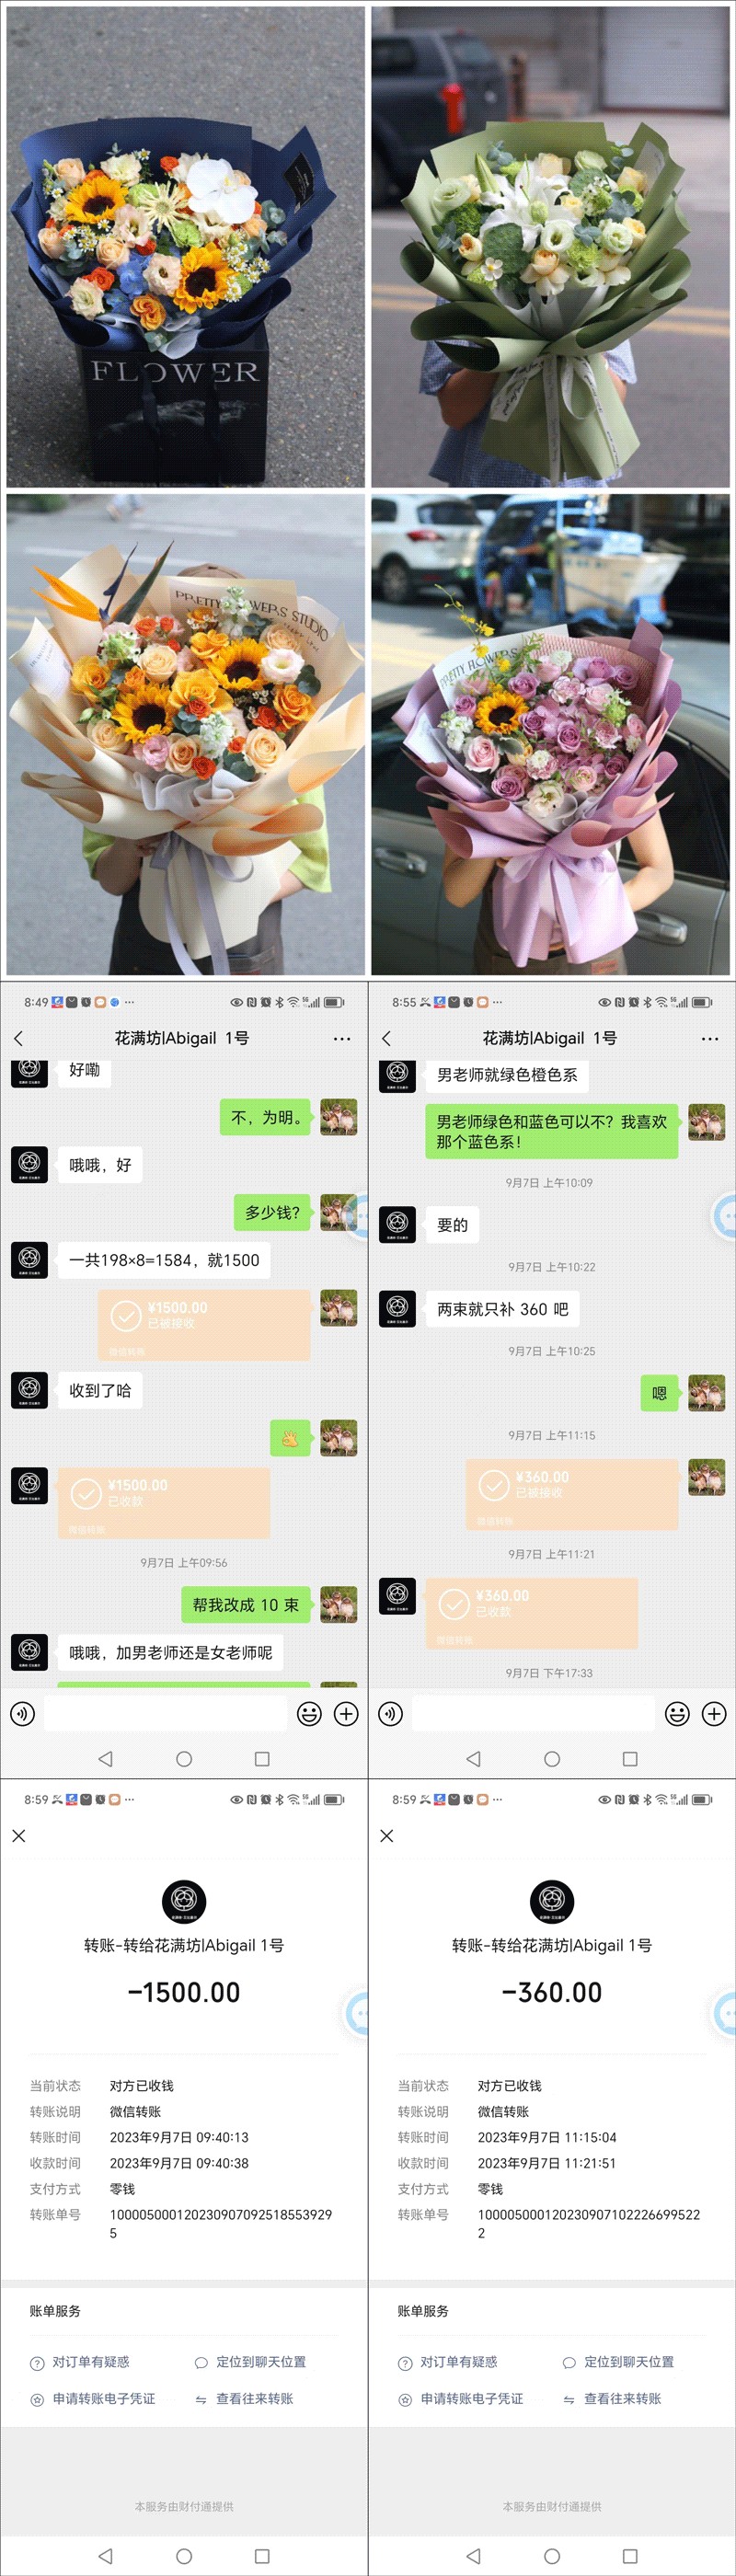 FLOWER
PRETTY FLOWERS STUDIO
PRETTY FLOWERS
8:49
花满坊|Abigail 1号
好嘞
不，为明。
哦哦，好
多少钱？
一共198×8=1584，就1500
¥1500.00
已被接收
微信转账
收到了哈
¥1500.00
已收款
微信转账
9月7日 上午09:56
帮我改成 10 束
哦哦，加男老师还是女老师呢
8:55
花满坊|Abigail 1号
男老师就绿色橙色系
男老师绿色和蓝色可以不？我喜欢
那个蓝色系！
9月7日 上午10:09
要的
9月7日 上午10:22
两束就只补 360 吧
9月7日 上午10:25
嗯
9月7日 上午11:15
¥360.00
已被接收
微信转账
9月7日 上午11:21
¥360.00
已收款
微信转账
9月7日 下午17:33
8:59
转账-转给花满坊|Abigail 1号
-1500.00
当前状态 对方已收钱
转账说明 微信转账
转账时间 2023年9月7日 09:40:13
收款时间 2023年9月7日 09:40:38
支付方式 零钱
转账单号 100005000120230907092518553929
5
账单服务
对订单有疑惑 定位到聊天位置
申请转账电子凭证 查看往来转账
本服务由财付通提供
8:59
转账-转给花满坊|Abigail 1号
-360.00
当前状态 对方已收钱
转账说明 微信转账
转账时间 2023年9月7日 11:15:04
收款时间 2023年9月7日 11:21:51
支付方式 零钱
转账单号 100005000120230907102226699522
2
账单服务
对订单有疑惑 定位到聊天位置
申请转账电子凭证 查看往来转账
本服务由财付通提供